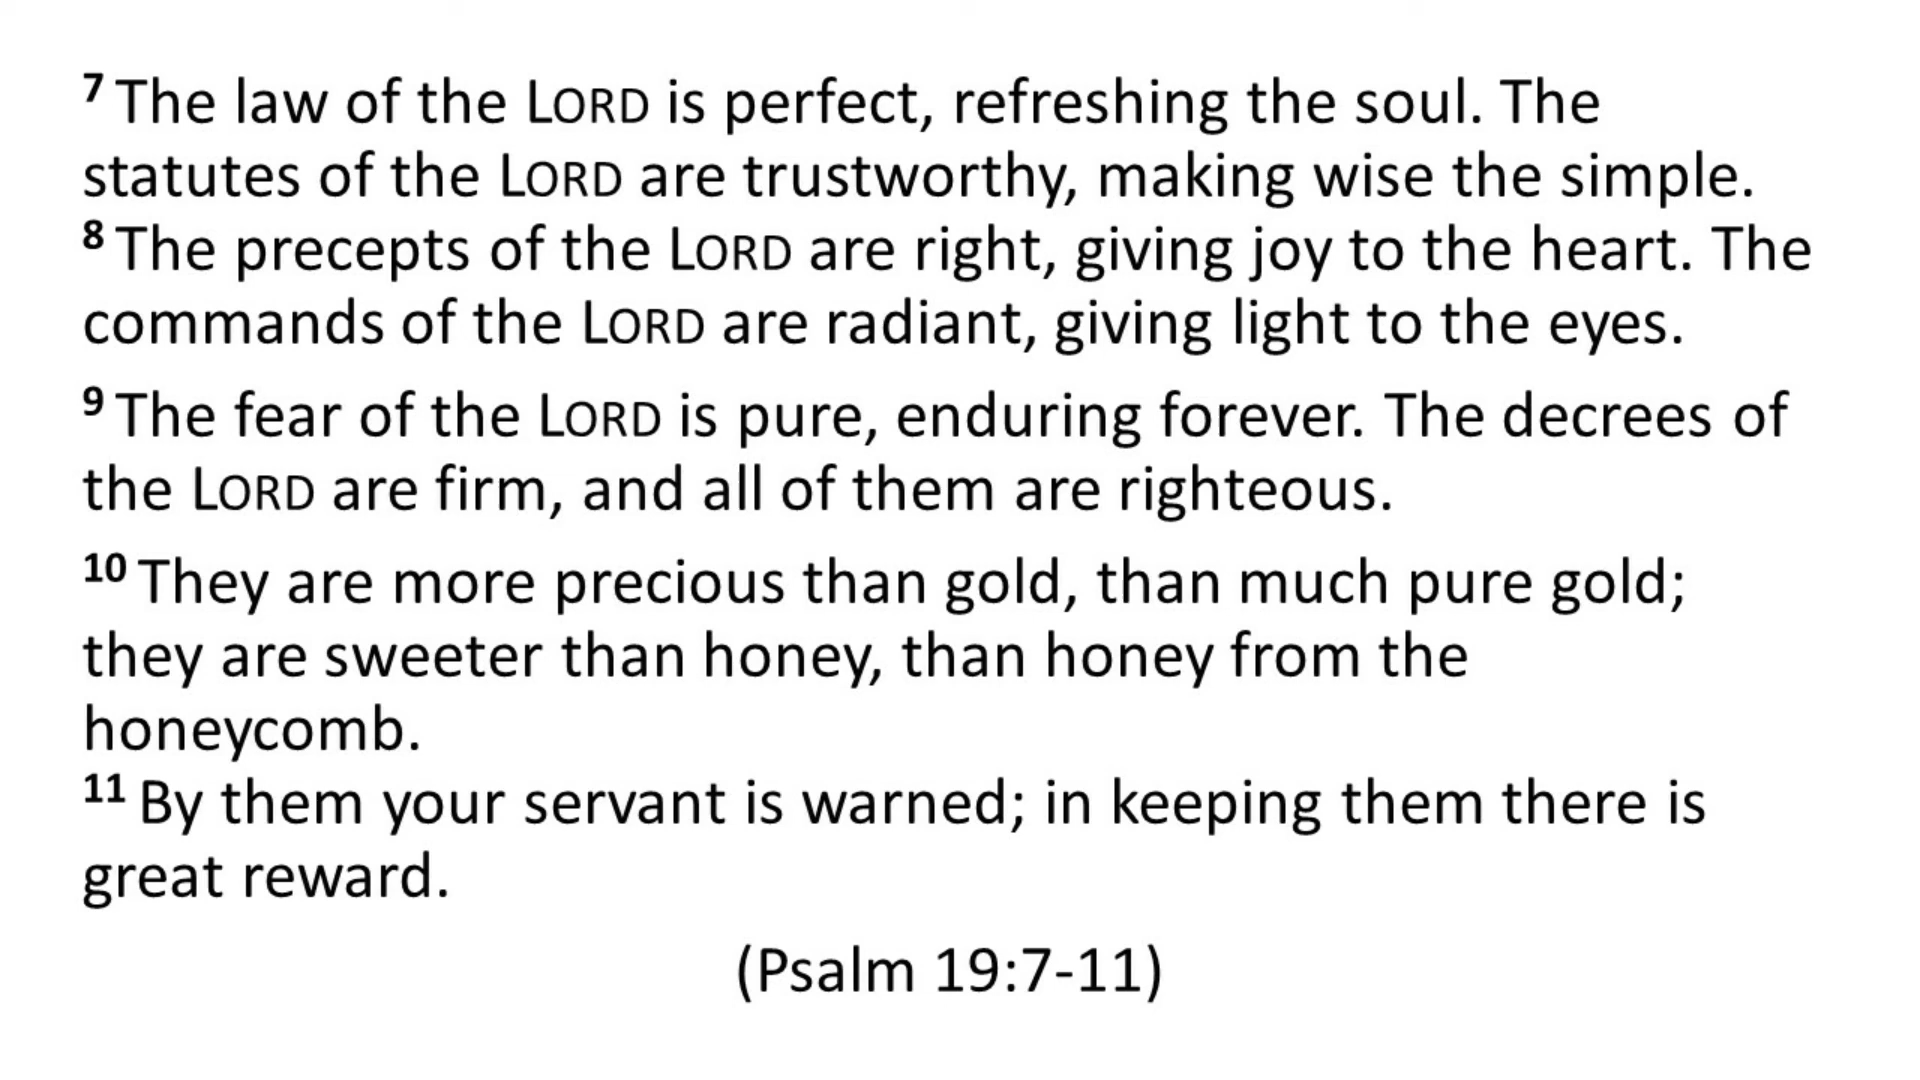 7 The law of the LORD is perfect, refreshing the soul. The
statutes of the LORD are trustworthy, making wise the simple.
8 The precepts of the LORD are right, giving joy to the heart. The
commands of the LORD are radiant, giving light to the eyes.
9 The fear of the LORD is pure, enduring forever. The decrees of
the LORD are firm, and all of them are righteous.
10 They are more precious than gold, than much pure gold;
they are sweeter than honey, than honey from the
honeycomb.
11 By them your servant is warned; in keeping them there is
great reward.
(Psalm 19:7-11)